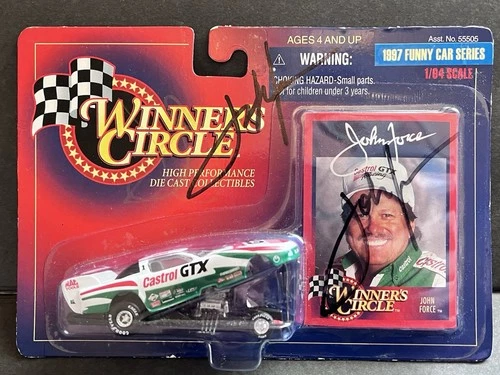 AGES 4 AND UP
Asst. No. 55505
WARNING:
1997 FUNNY CAR SERIES
1/64 SCALE
CHOKING HAZARD-Small parts.
for children under 3 years.
WINNER'S
CIRCLE
HIGH PERFORMANCE
DIE CAST COLLECTIBLES
John Force
Castrol GTX
Castrol GTX
Castrol
WINNER'S
CIRCLE
JOHN
FORCE